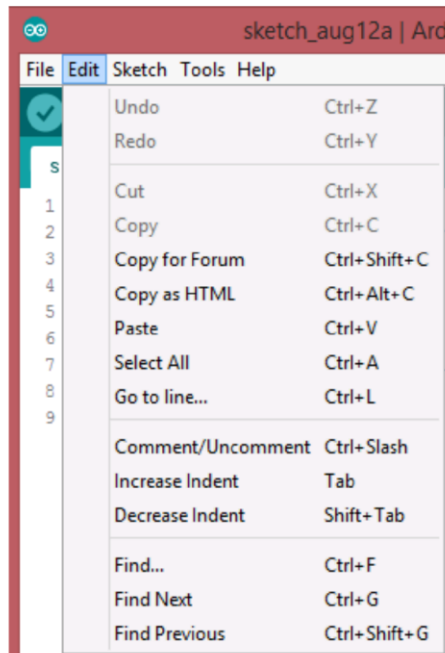 sketch_aug12a | Ard
File Edit Sketch Tools Help
Undo Ctrl+Z
Redo Ctrl+Y
s
Cut Ctrl+X
1
Copy Ctrl+C
2
Copy for Forum Ctrl+Shift+C
3
Copy as HTML Ctrl+Alt+C
4
5
Paste Ctrl+V
6
Select All Ctrl+A
7
Go to line... Ctrl+L
8
9
Comment/Uncomment Ctrl+Slash
Increase Indent Tab
Decrease Indent Shift+Tab
Find... Ctrl+F
Find Next Ctrl+G
Find Previous Ctrl+Shift+G